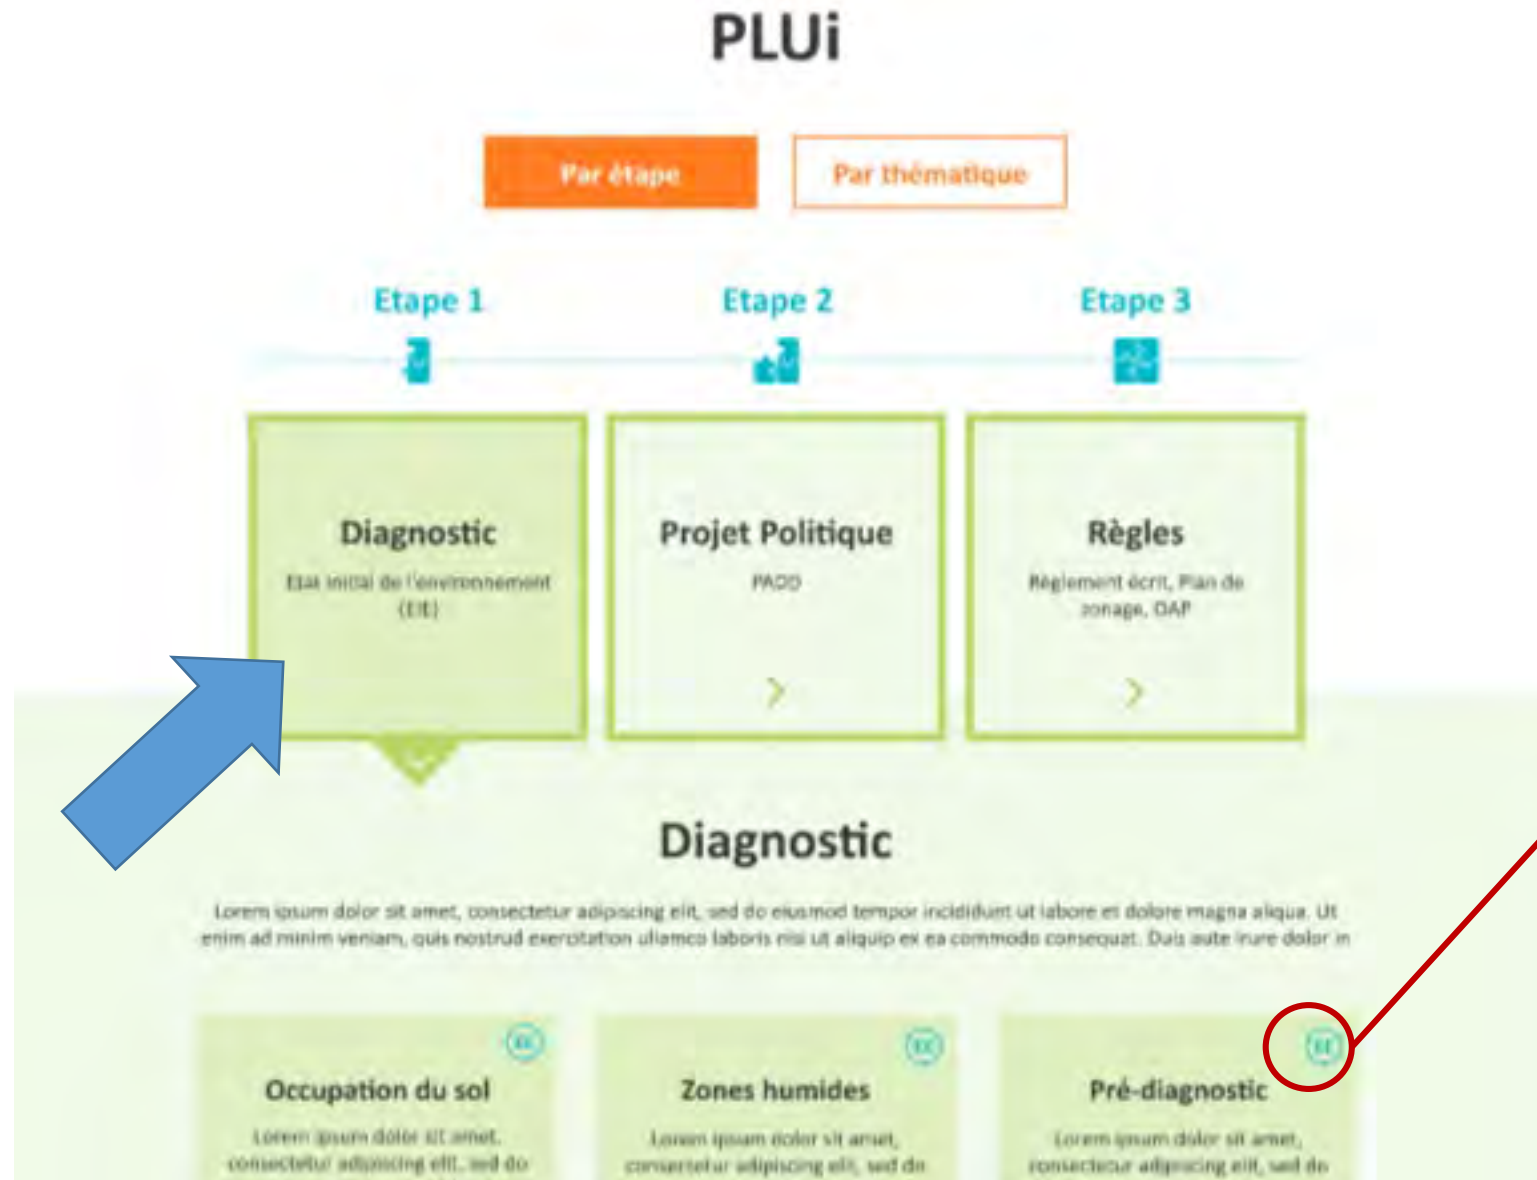 PLUi
Par étape
Par thématique
Etape 1
Etape 2
Etape 3
Diagnostic
Etat initial de l'environnement
(EIE)
Projet Politique
PADD
Règles
Règlement écrit, Plan de
zonage, OAP
Diagnostic
Lorem ipsum dolor sit amet, consectetur adipiscing elit, sed do eiusmod tempor incididunt ut labore et dolore magna aliqua. Ut
enim ad minim veniam, quis nostrud exercitation ullamco laboris nisi ut aliquip ex ea commodo consequat. Duis aute irure dolor in
Occupation du sol
Lorem ipsum dolor sit amet,
consectetur adipiscing elit, sed do
Zones humides
Lorem ipsum dolor sit amet,
consectetur adipiscing elit, sed do
Pré-diagnostic
Lorem ipsum dolor sit amet,
consectetur adipiscing elit, sed do